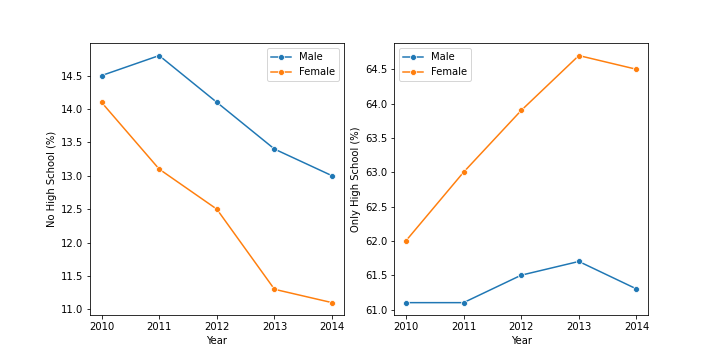 No High School (%)
14.5
14.0
13.5
13.0
12.5
12.0
11.5
11.0
2010 2011 2012 2013 2014
Year
Male
Female
Only High School (%)
64.5
64.0
63.5
63.0
62.5
62.0
61.5
61.0
2010 2011 2012 2013 2014
Year
Male
Female